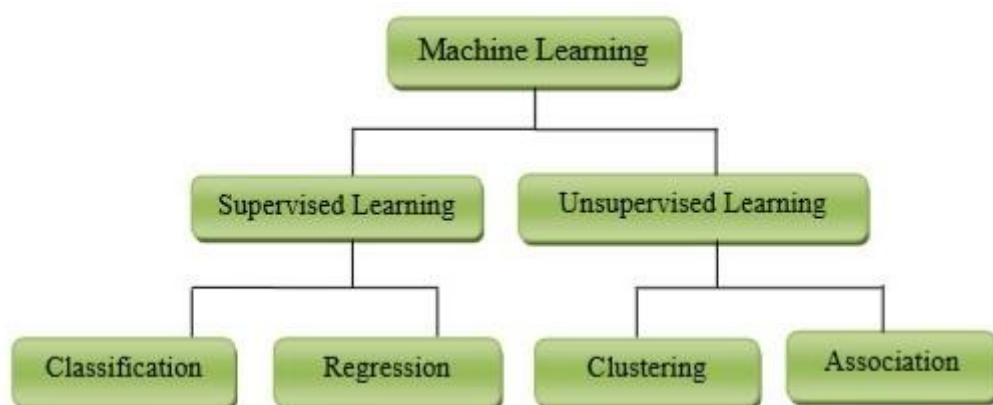 Machine Learning
Supervised Learning
Unsupervised Learning
Classification
Regression
Clustering
Association